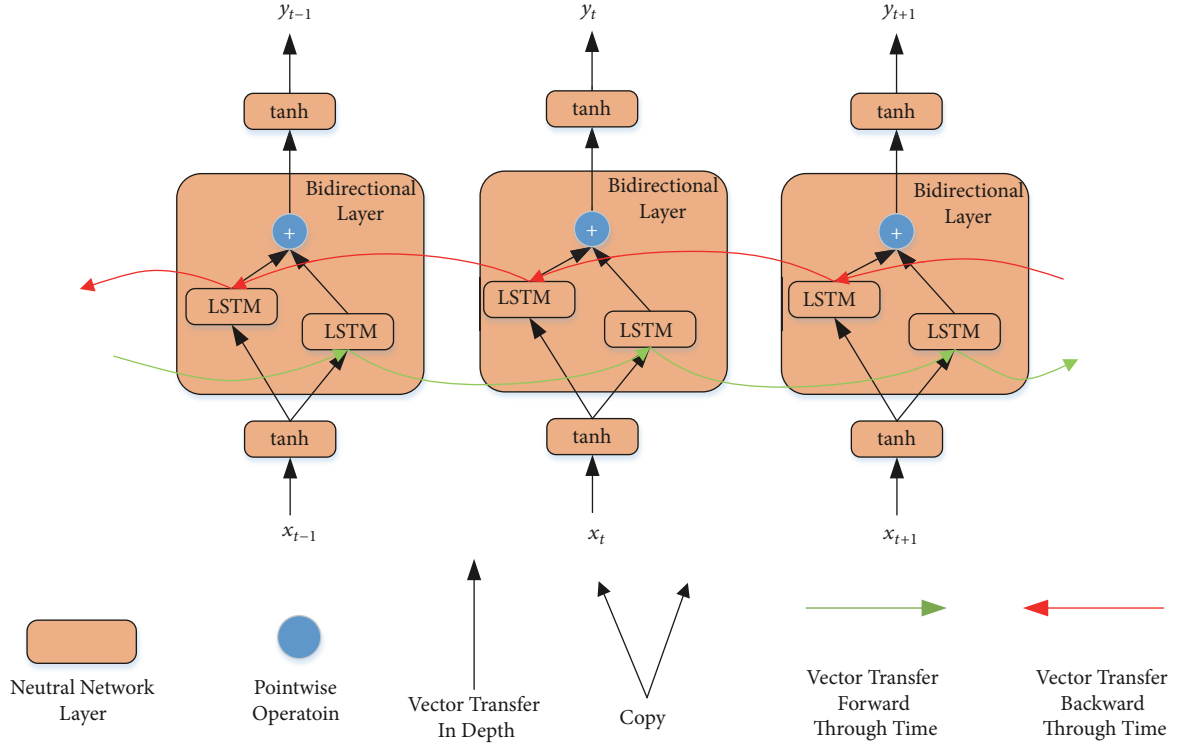 y_{t−1} y_t y_{t+1}
tanh tanh tanh
Bidirectional Bidirectional Bidirectional
Layer Layer Layer
+ + +
LSTM LSTM LSTM
LSTM LSTM LSTM
tanh tanh tanh
x_{t−1} x_t x_{t+1}
Neutral Network
Layer
Pointwise
Operatoin
Vector Transfer
In Depth
Copy
Vector Transfer
Forward
Through Time
Vector Transfer
Backward
Through Time